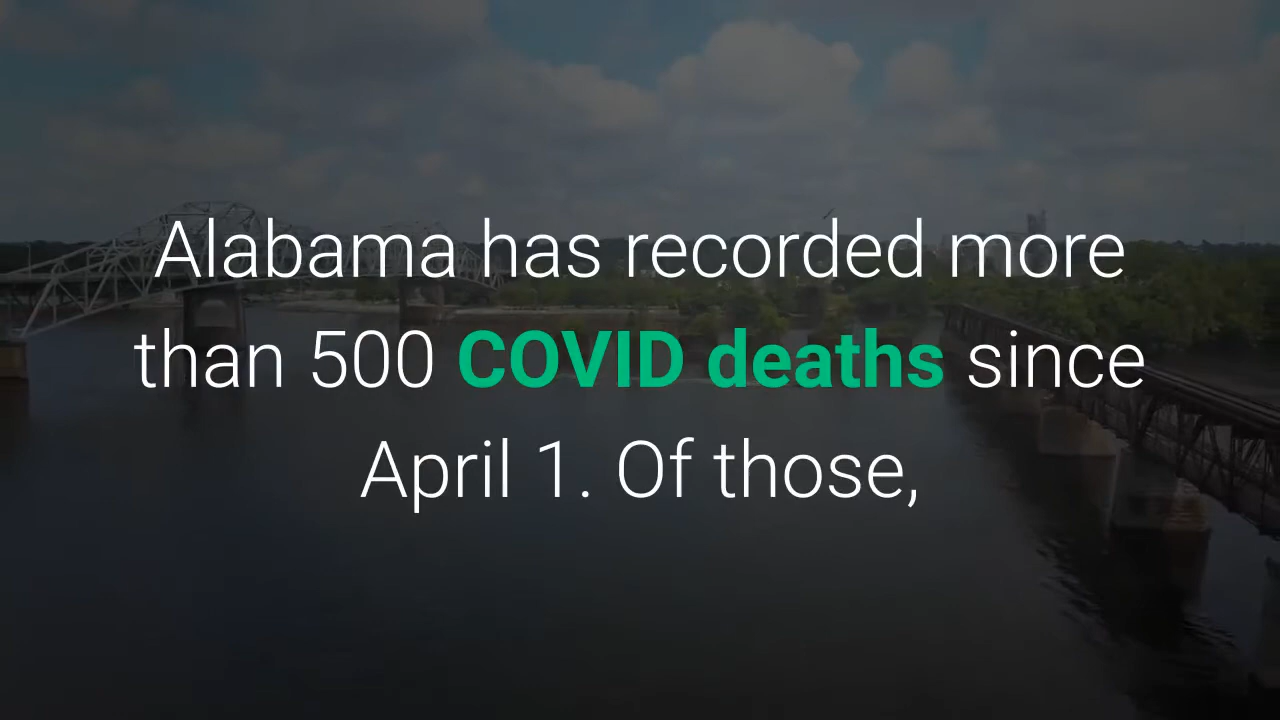 Alabama has recorded more
than 500 COVID deaths since
April 1. Of those,